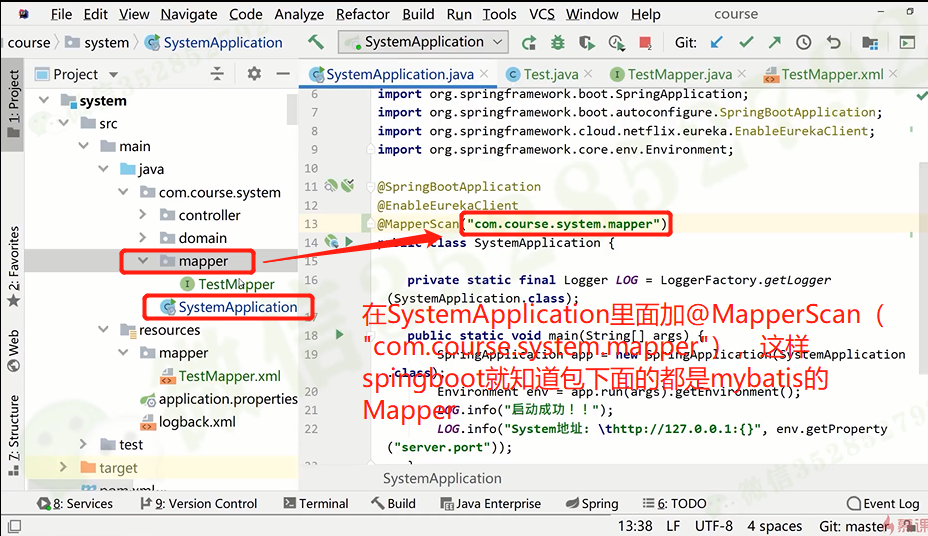 File Edit View Navigate Code Analyze Refactor Build Run Tools VCS Window Help course
course system SystemApplication SystemApplication Git:
1: Project
Project
SystemApplication.java Test.java TestMapper.java TestMapper.xml
system
src
main
java
com.course.system
controller
domain
mapper
TestMapper
SystemApplication
resources
mapper
TestMapper.xml
application.properties
logback.xml
test
target
pom.xml
2: Favorites
Web
7: Structure
6 import org.springframework.boot.SpringApplication;
7 import org.springframework.boot.autoconfigure.SpringBootApplication;
8 import org.springframework.cloud.netflix.eureka.EnableEurekaClient;
9 import org.springframework.core.env.Environment;
10
11 @SpringBootApplication
12 @EnableEurekaClient
13 @MapperScan("com.course.system.mapper")
14 public class SystemApplication {
15
16 private static final Logger LOG = LoggerFactory.getLogger
(SystemApplication.class);
17
18 public static void main(String[] args) {
19 SpringApplication app = new SpringApplication(SystemApplication
.class);
20 Environment env = app.run(args).getEnvironment();
21 LOG.info("启动成功！！");
22 LOG.info("System地址: \thttp://127.0.0.1:{}", env.getProperty
("server.port"));
在SystemApplication里面加@MapperScan（
"com.course.system.mapper"），这样
spingboot就知道包下面的都是mybatis的
Mapper
SystemApplication
8: Services 9: Version Control Terminal Build Java Enterprise Spring 6: TODO Event Log
13:38 LF UTF-8 4 spaces Git: master